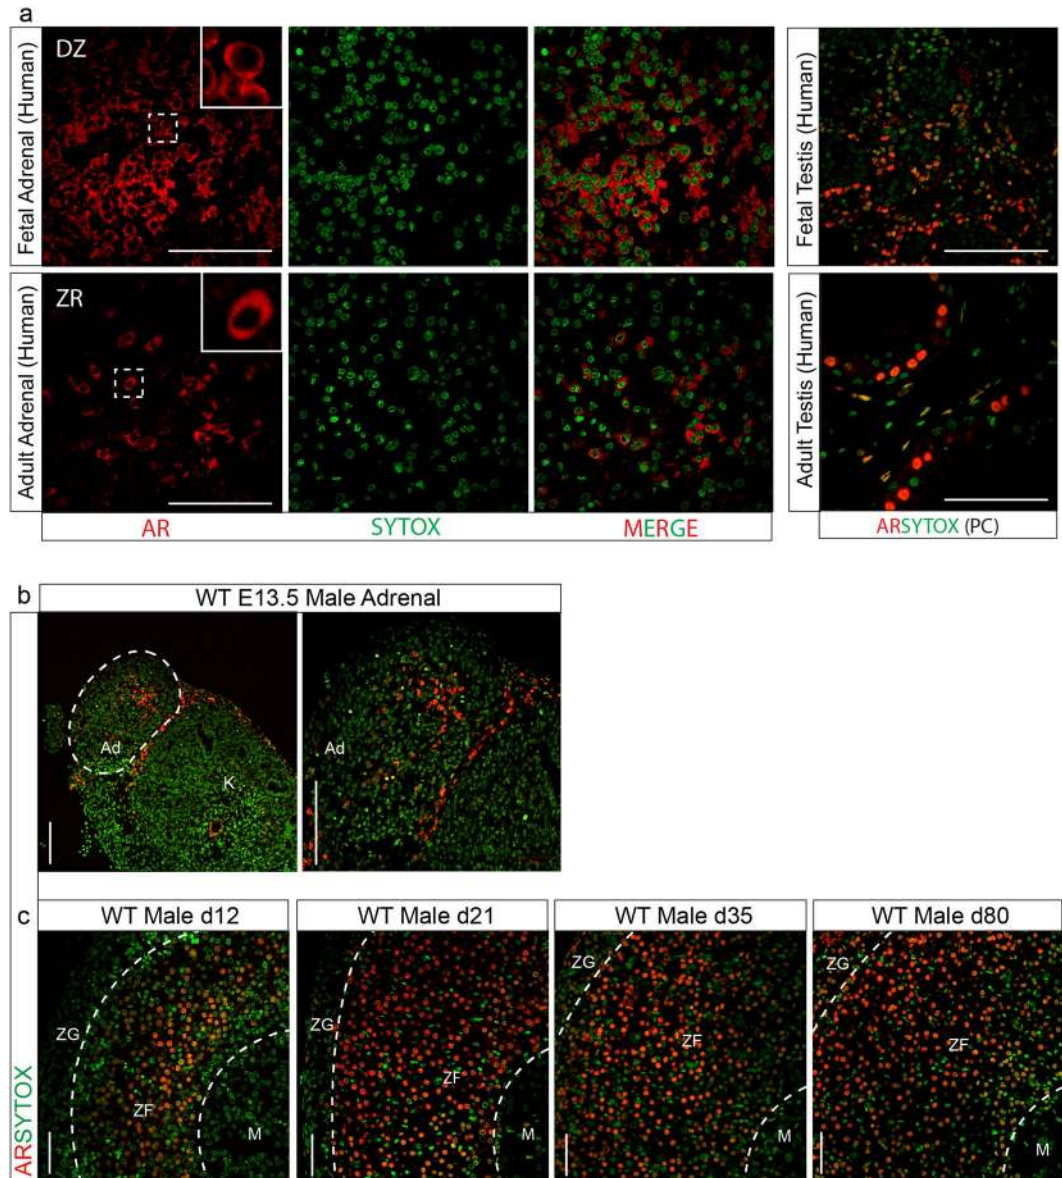 a
Fetal Adrenal (Human)
DZ
Fetal Testis (Human)
Adult Adrenal (Human)
ZR
Adult Testis (Human)
AR
SYTOX
MERGE
ARSYTOX (PC)
b
WT E13.5 Male Adrenal
Ad
K
Ad
c
WT Male d12
WT Male d21
WT Male d35
WT Male d80
ARSYTOX
ZG
ZF
M
ZG
ZF
M
ZG
ZF
M
ZG
ZF
M